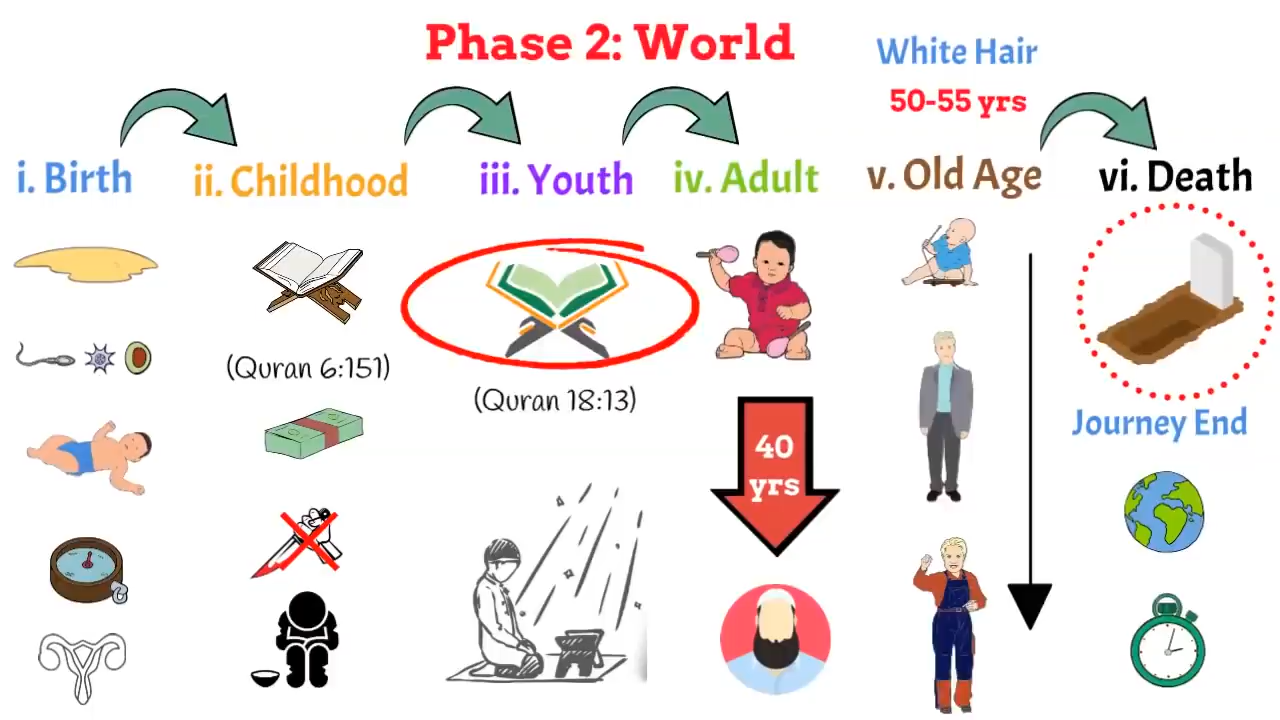 Phase 2: World
White Hair
50-55 yrs
i. Birth
ii. Childhood
iii. Youth
iv. Adult
v. Old Age
vi. Death
(Quran 6:151)
(Quran 18:13)
40
yrs
Journey End